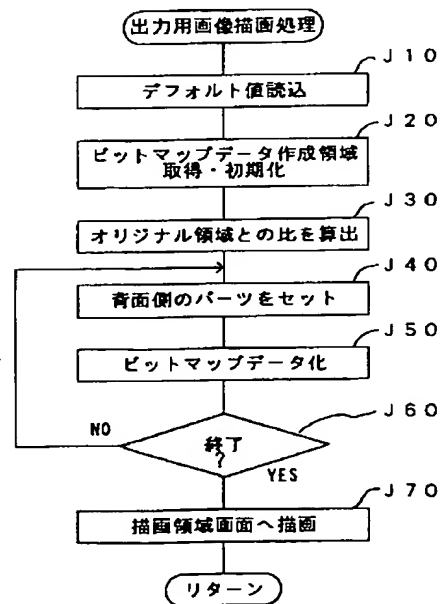 出力用画像描画処理
J10
デフォルト値読込
J20
ビットマップデータ作成領域
取得・初期化
J30
オリジナル領域との比を算出
J40
背面側のパーツをセット
J50
ビットマップデータ化
J60
終了
?
NO
YES
J70
描画領域画面へ描画
リターン